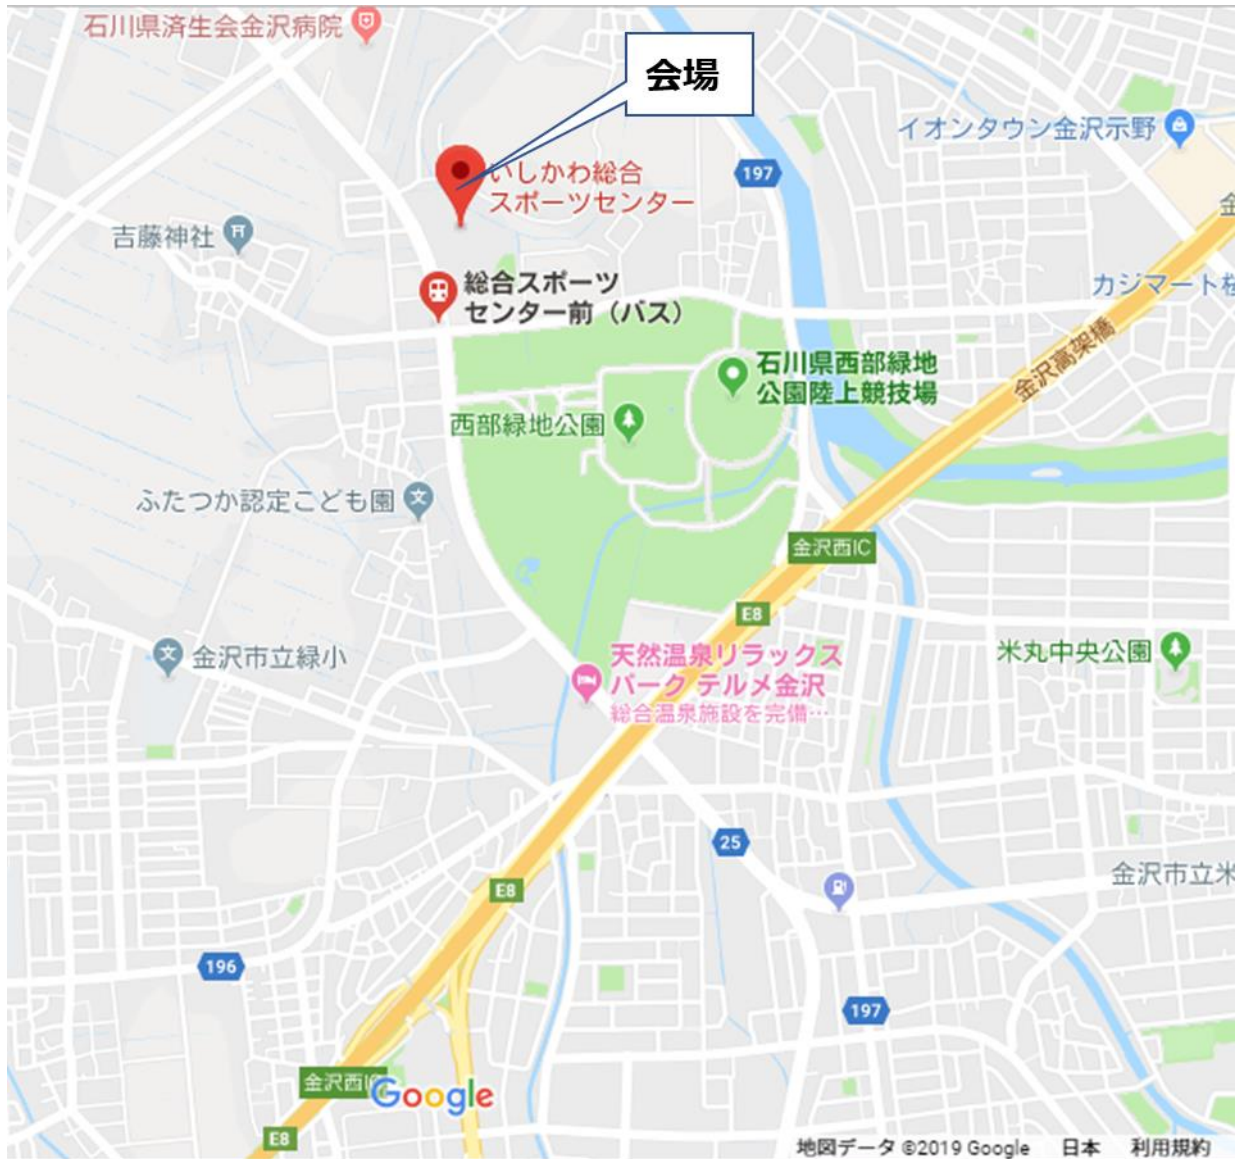 石川県済生会金沢病院
会場
イオンタウン金沢示野
いしかわ総合
スポーツセンター
197
金
吉藤神社
総合スポーツ
センター前（バス）
カジマート桜
金沢高架橋
石川県西部緑地
公園陸上競技場
西部緑地公園
ふたつか認定こども園
金沢西IC
E8
金沢市立緑小
天然温泉リラックス
パーク テルメ金沢
総合温泉施設を完備…
米丸中央公園
25
金沢市立米
E8
196
197
金沢西I
Google
E8
地図データ ©2019 Google 日本 利用規約